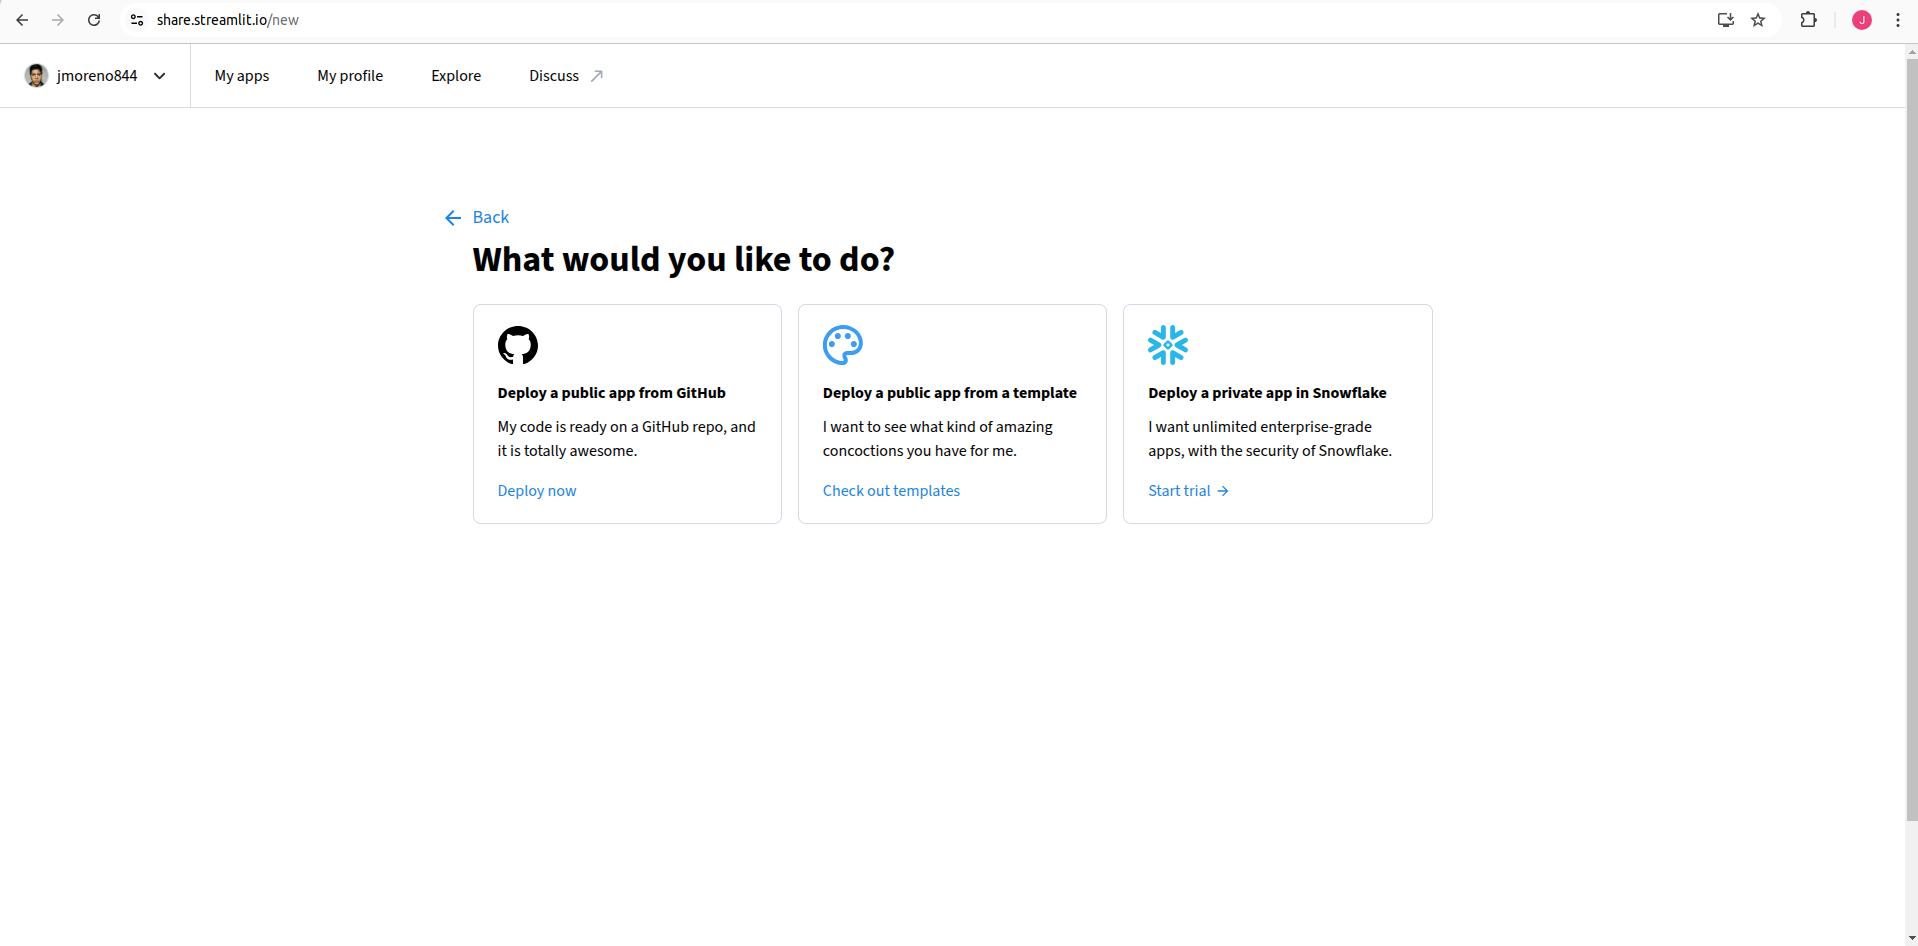 share.streamlit.io/new
J
jmoreno844
My apps
My profile
Explore
Discuss
Back
What would you like to do?
Deploy a public app from GitHub
My code is ready on a GitHub repo, and
it is totally awesome.
Deploy now
Deploy a public app from a template
I want to see what kind of amazing
concoctions you have for me.
Check out templates
Deploy a private app in Snowflake
I want unlimited enterprise-grade
apps, with the security of Snowflake.
Start trial